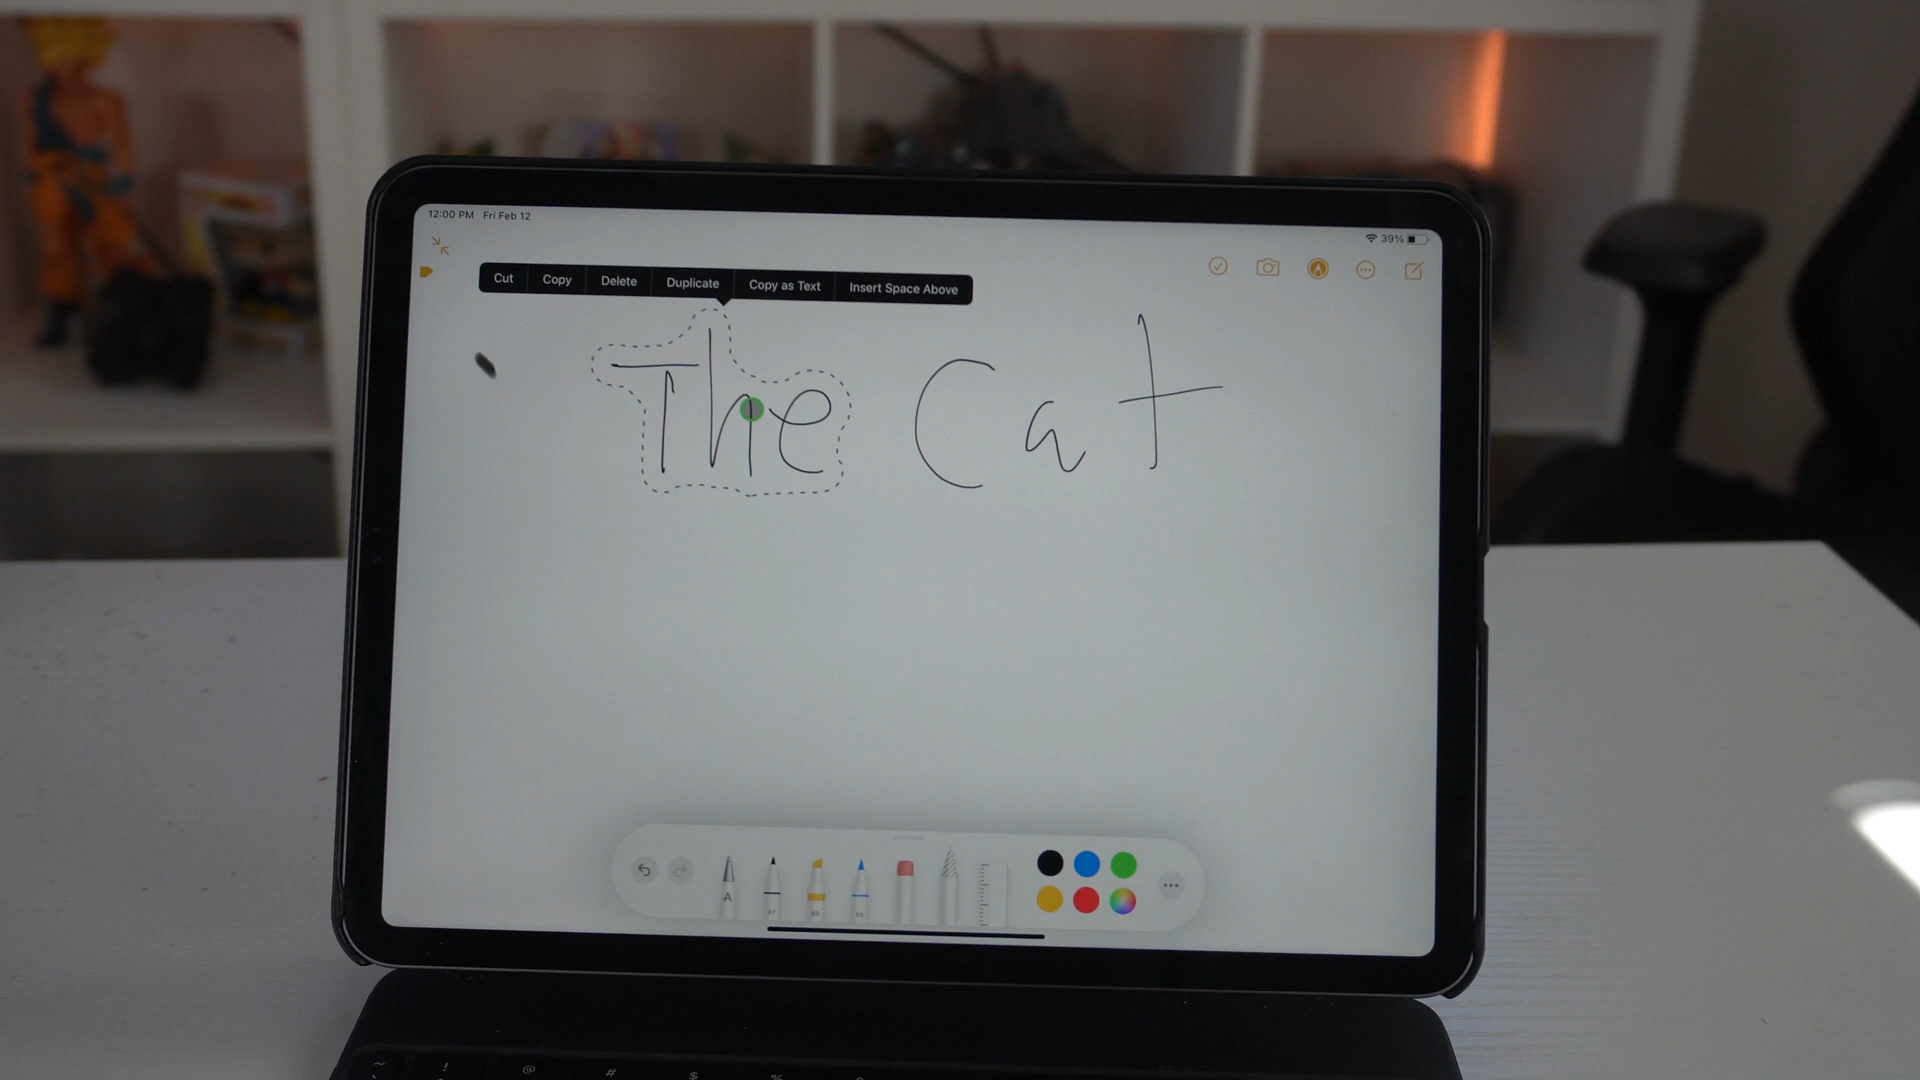 12:00 PM Fri Feb 12
39%
Cut Copy Delete Duplicate Copy as Text Insert Space Above
The Cat
A
~ ! @ # $ %